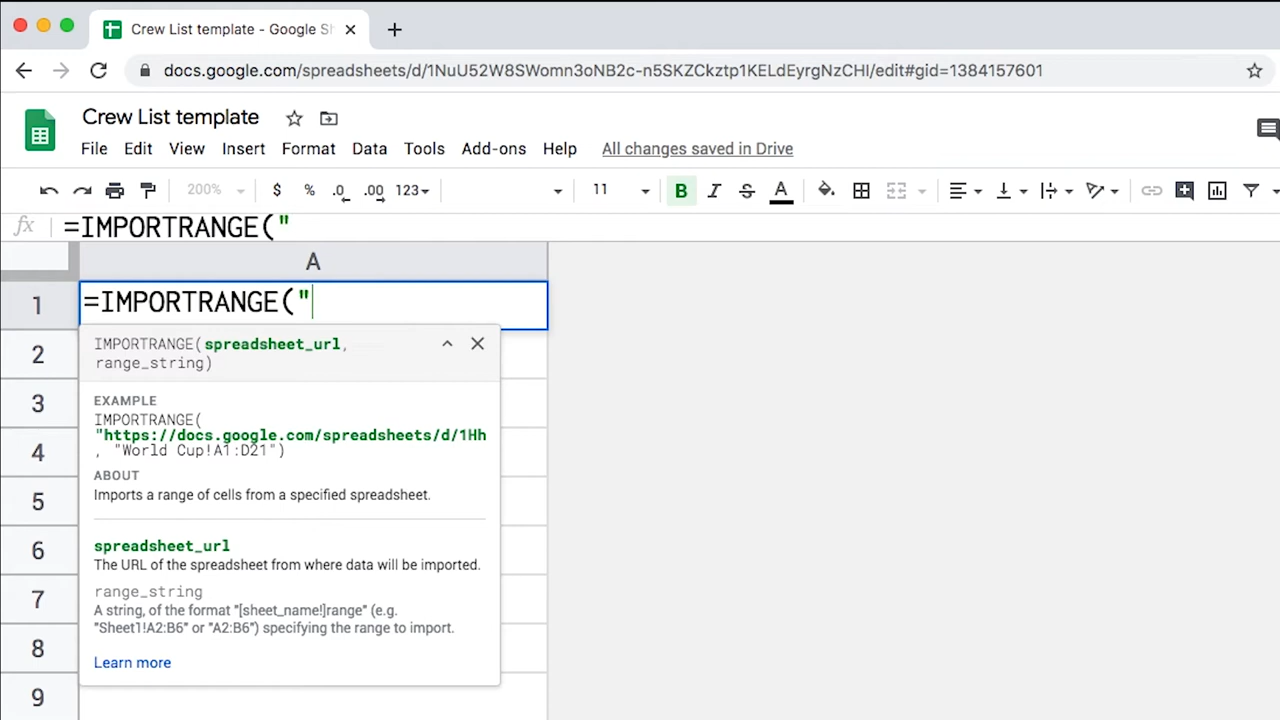 Crew List template - Google Sh
docs.google.com/spreadsheets/d/1NuU52W8SWomn3oNB2c-n5SKZCkztp1KELdEyrgNzCHI/edit#gid=1384157601
Crew List template
File Edit View Insert Format Data Tools Add-ons Help All changes saved in Drive
200% $ % .0 .00 123 11 B I S A
fx =IMPORTRANGE("
A
1 =IMPORTRANGE("
IMPORTRANGE(spreadsheet_url,
range_string)
2
EXAMPLE
3
IMPORTRANGE(
"https://docs.google.com/spreadsheets/d/1Hh
, "World Cup!A1:D21")
4
ABOUT
Imports a range of cells from a specified spreadsheet.
5
spreadsheet_url
6
The URL of the spreadsheet from where data will be imported.
range_string
7
A string, of the format "[sheet_name!]range" (e.g.
"Sheet1!A2:B6" or "A2:B6") specifying the range to import.
8
Learn more
9